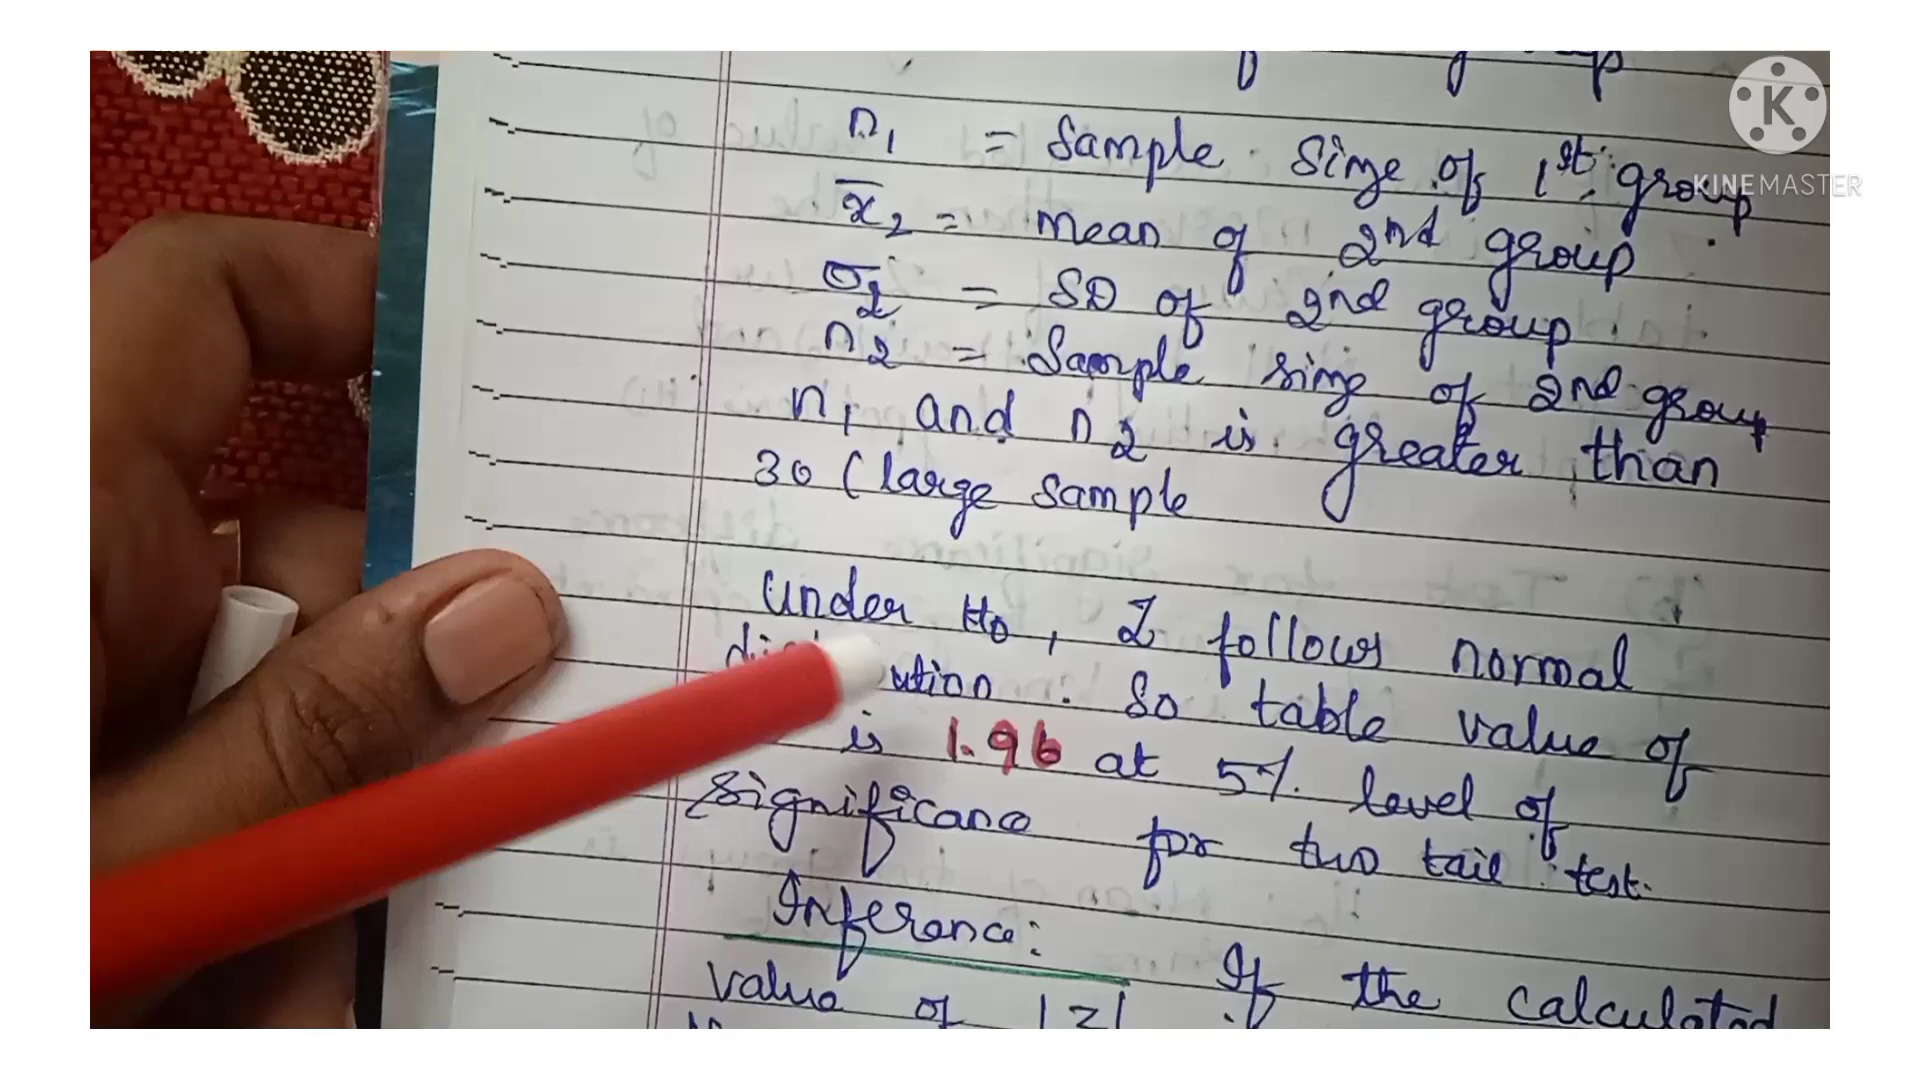 n1 = Sample Size of 1st group
x̄2 = mean of 2nd group
σ2 = SD of 2nd group
n2 = Sample size of 2nd group
n1 and n2 is greater than
30 (large sample
Under H0, Z follows normal
ution. So table value of
is 1.96 at 5% level of
Significance for two tail test.
Inference: If the calculated
value of |Z|
K
KINEMASTER